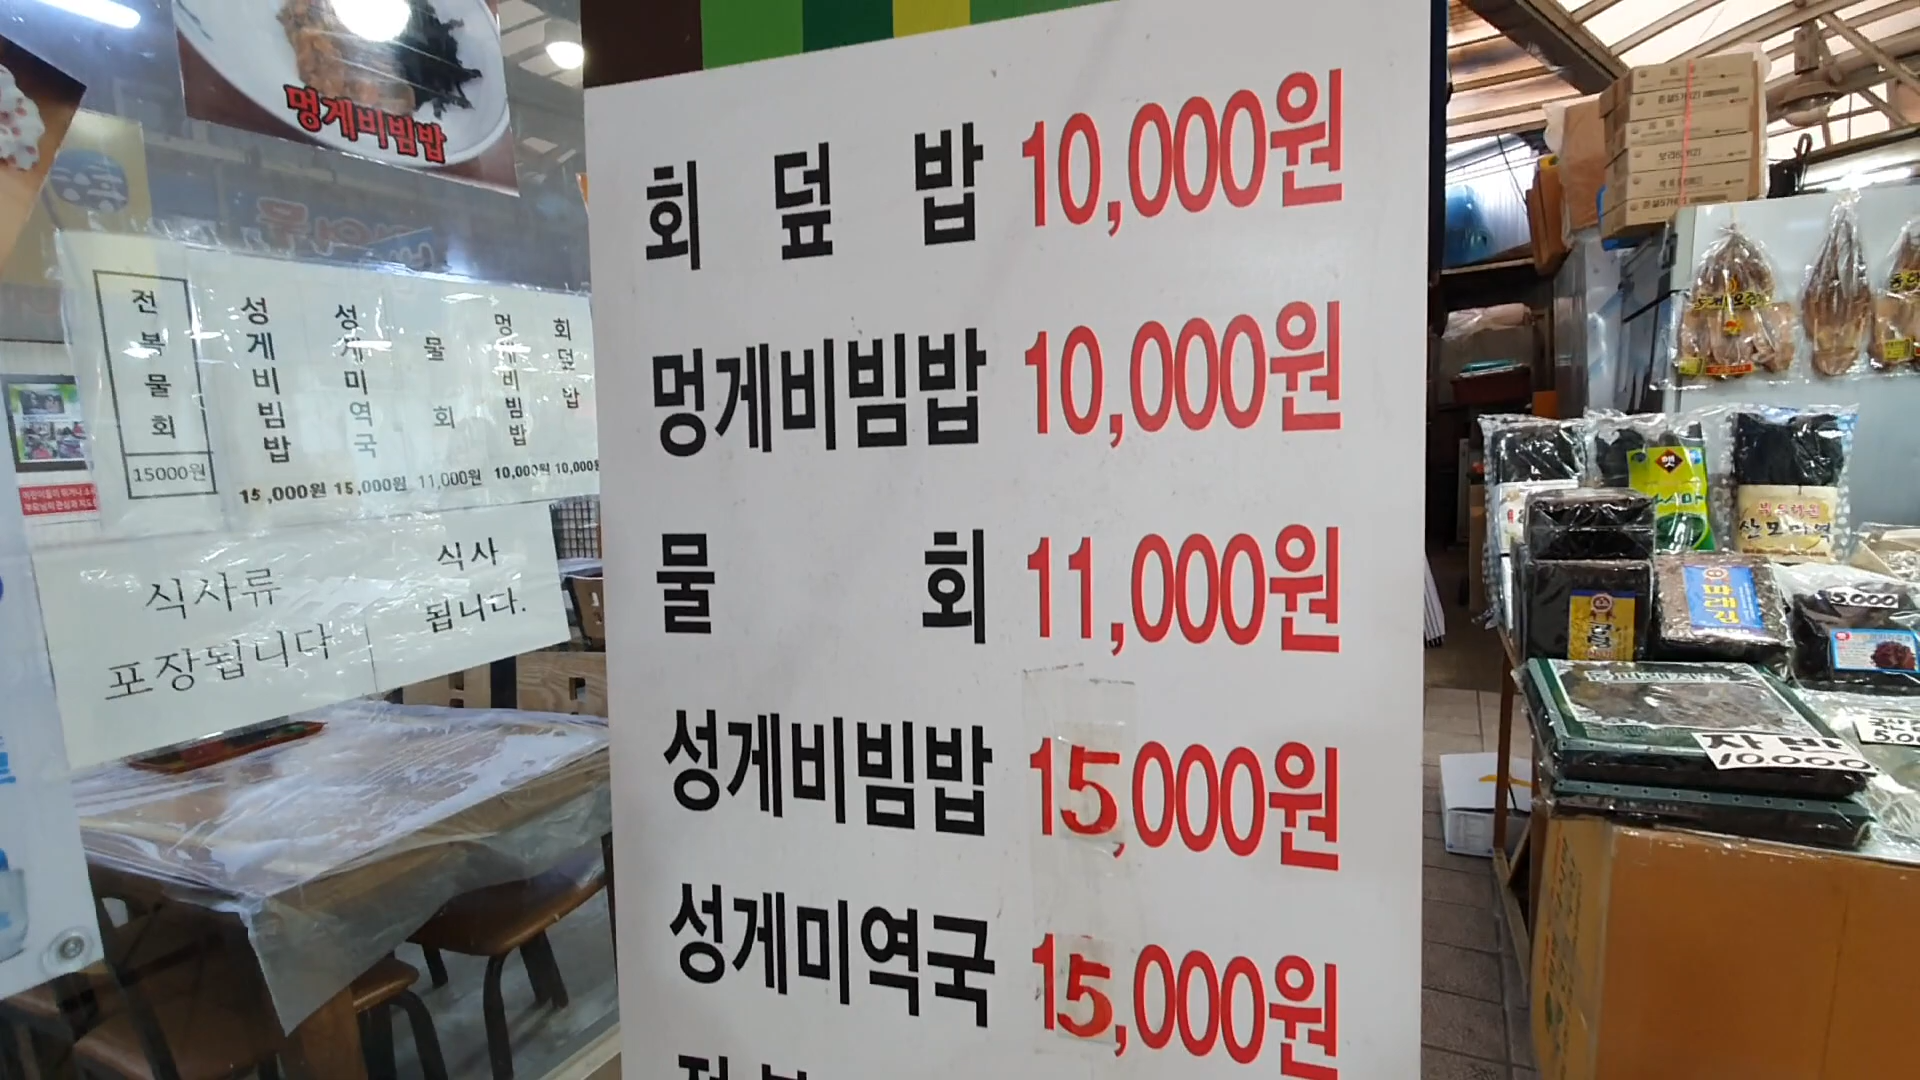 멍게비빔밥
전복물회 15000원
성게비빔밥 15,000원
성게미역국 15,000원
물회 11,000원
멍게비빔밥 10,000원
회덮밥 10,000원
식사류
포장됩니다
식사
됩니다.
회덮밥 10,000원
멍게비빔밥 10,000원
물회 11,000원
성게비빔밥 15,000원
성게미역국 15,000원
산모미역
파래김
5,000
자반
10,000